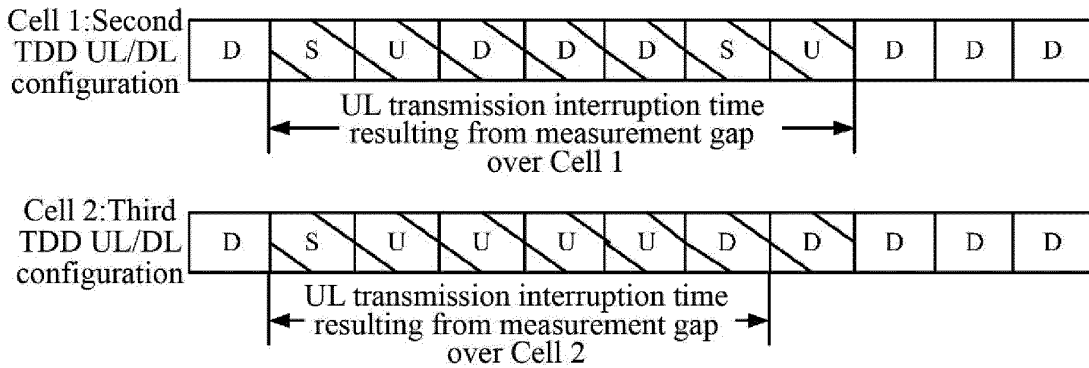 Cell 1:Second
TDD UL/DL
configuration
D S U D D D S U D D D
UL transmission interruption time
resulting from measurement gap
over Cell 1
Cell 2:Third
TDD UL/DL
configuration
D S U U U U D D D D D
UL transmission interruption time
resulting from measurement gap
over Cell 2